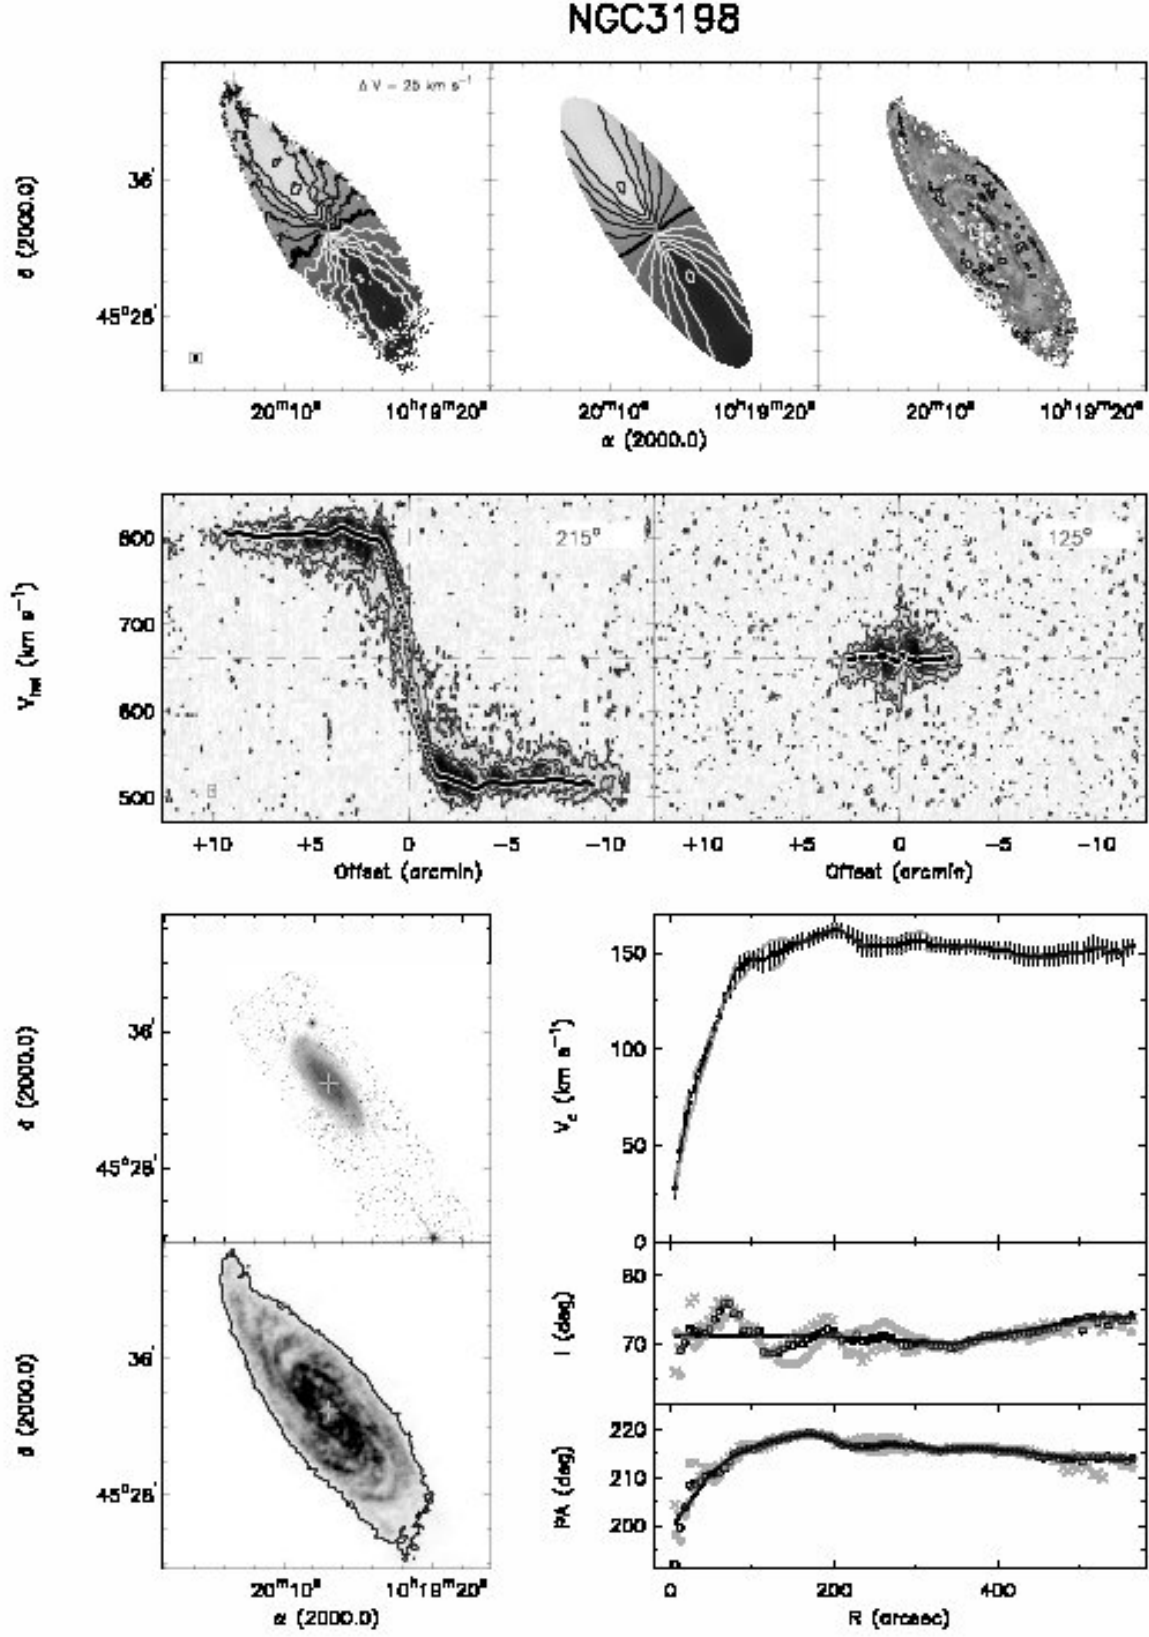 NGC3198
Δ V = 25 km s⁻¹
δ (2000.0)
36'
45°28'
20ᵐ10ˢ 10ʰ19ᵐ20ˢ
20ᵐ10ˢ 10ʰ19ᵐ20ˢ
20ᵐ10ˢ 10ʰ19ᵐ20ˢ
α (2000.0)
V_hel (km s⁻¹)
800
700
600
500
215°
125°
+10 +5 0 −5 −10
+10 +5 0 −5 −10
Offset (arcmin)
Offset (arcmin)
δ (2000.0)
36'
45°28'
δ (2000.0)
36'
45°28'
20ᵐ10ˢ 10ʰ19ᵐ20ˢ
α (2000.0)
V_c (km s⁻¹)
150
100
50
0
I (deg)
80
70
PA (deg)
220
210
200
0 200 400
R (arcsec)